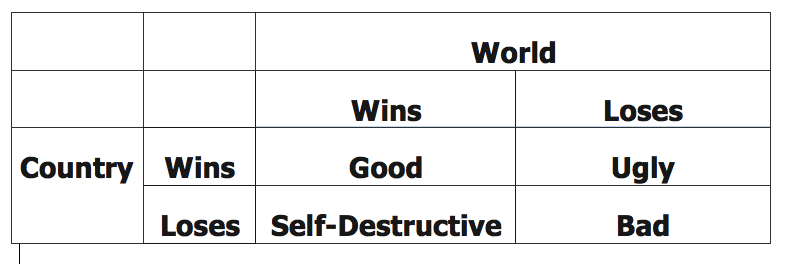 World
Wins Loses
Country Wins Good Ugly
Loses Self-Destructive Bad